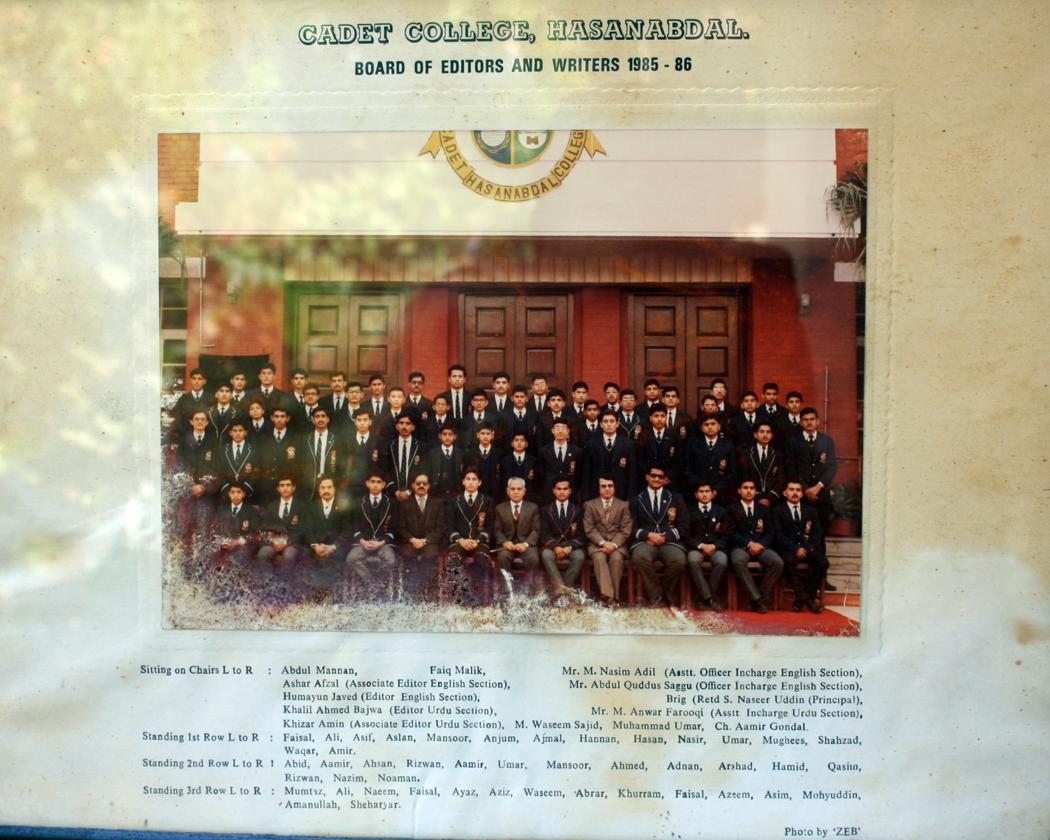 CADET COLLEGE, HASANABDAL.
BOARD OF EDITORS AND WRITERS 1985 - 86
CADET HASANABDAL COLLEGE
Sitting on Chairs L to R : Abdul Mannan, Faiq Malik, Mr. M. Nasim Adil (Asstt. Officer Incharge English Section),
Ashar Afzal (Associate Editor English Section), Mr. Abdul Quddus Saggu (Officer Incharge English Section),
Humayun Javed (Editor English Section), Brig (Retd S. Naseer Uddin (Principal),
Khalil Ahmed Bajwa (Editor Urdu Section), Mr. M. Anwar Farooqi (Asstt Incharge Urdu Section),
Khizar Amin (Associate Editor Urdu Section), M. Waseem Sajid, Muhammad Umar, Ch. Aamir Gondal.
Standing 1st Row L to R : Faisal, Ali, Asif, Aslan, Mansoor, Anjum, Ajmal, Hannan, Hasan, Nasir, Umar, Mughees, Shahzad,
Waqar, Amir.
Standing 2nd Row L to R : Abid, Aamir, Ahsan, Rizwan, Aamir, Umar, Mansoor, Ahmed, Adnan, Arshad, Hamid, Qasim,
Rizwan, Nazim, Noaman.
Standing 3rd Row L to R : Mumtaz, Ali, Naeem, Faisal, Ayaz, Aziz, Waseem, Abrar, Khurram, Faisal, Azeem, Asim, Mohyuddin,
Amanullah, Sheharyar.
Photo by 'ZEB'